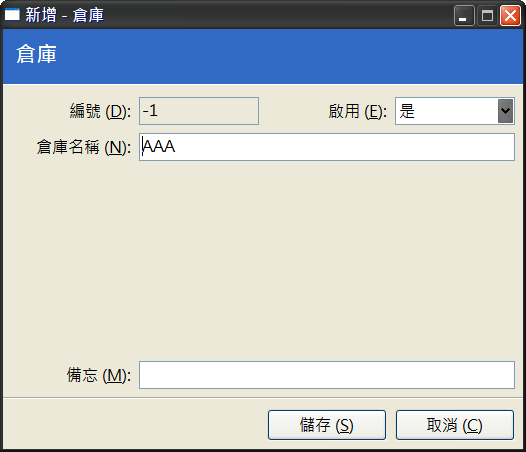 新增 - 倉庫
倉庫
編號 (D): -1 啟用 (E): 是
倉庫名稱 (N): AAA
備忘 (M):
儲存 (S) 取消 (C)